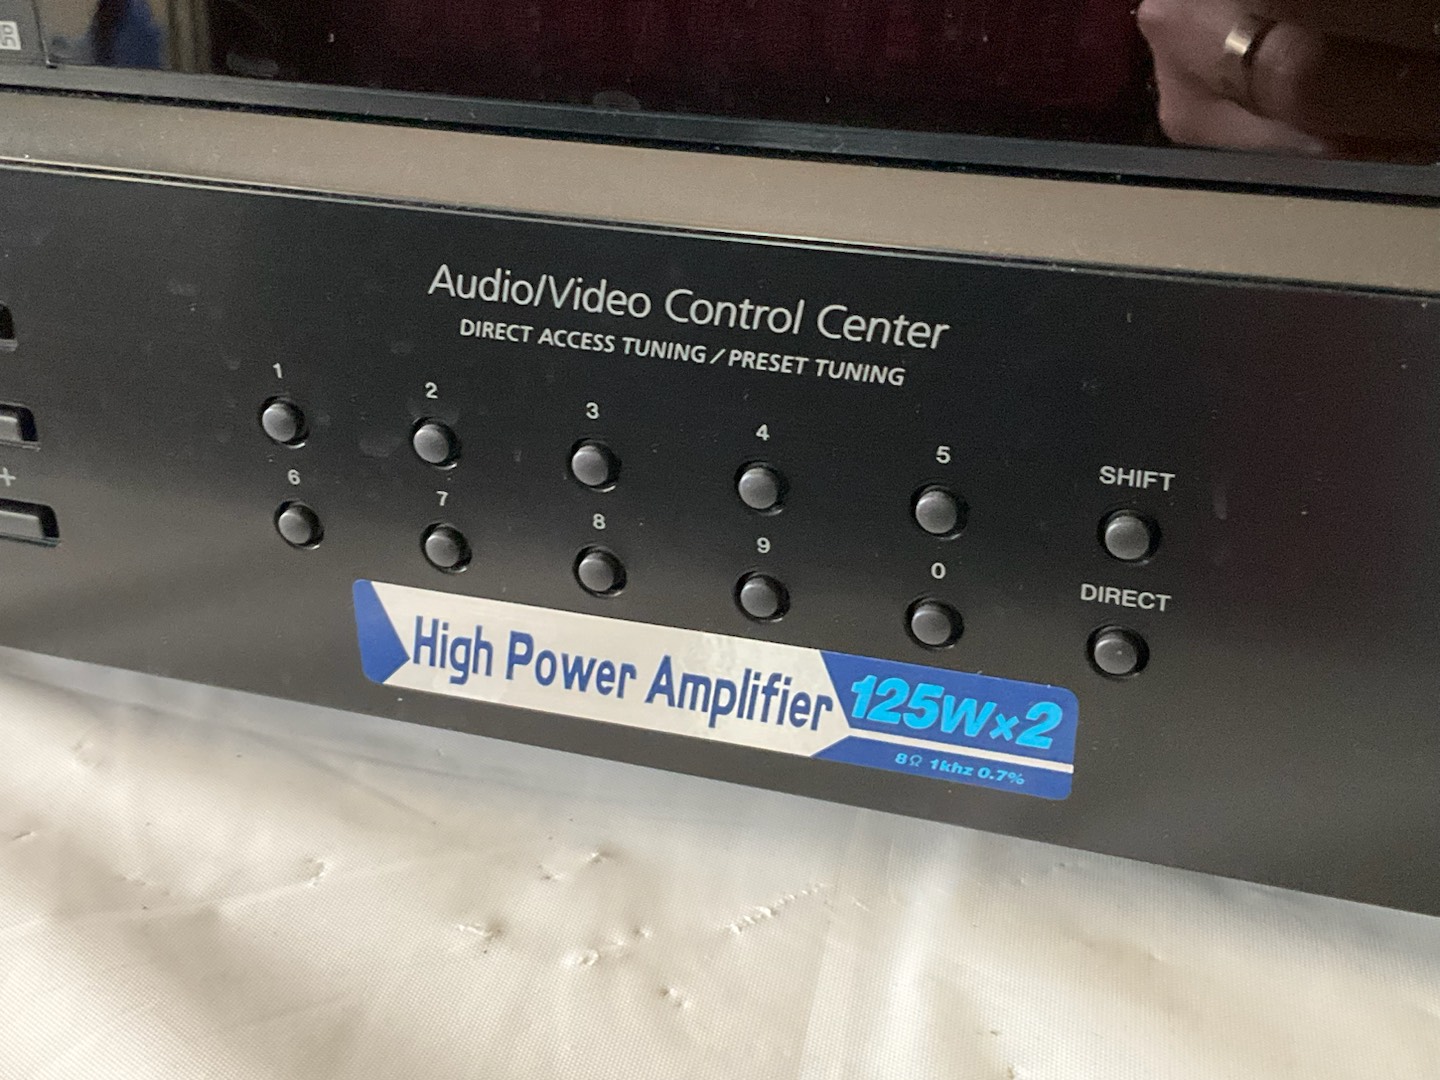 SD
Audio/Video Control Center
DIRECT ACCESS TUNING / PRESET TUNING
1 2 3 4 5 SHIFT
+ 6 7 8 9 0 DIRECT
High Power Amplifier 125W×2
8Ω 1khz 0.7%